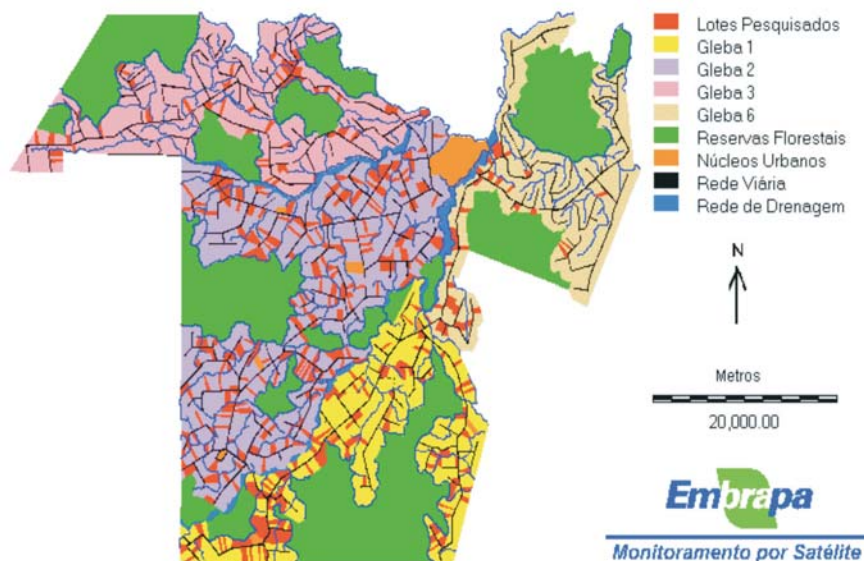 Lotes Pesquisados
Gleba 1
Gleba 2
Gleba 3
Gleba 6
Reservas Florestais
Núcleos Urbanos
Rede Viária
Rede de Drenagem
N
Metros
20,000.00
Embrapa
Monitoramento por Satélite